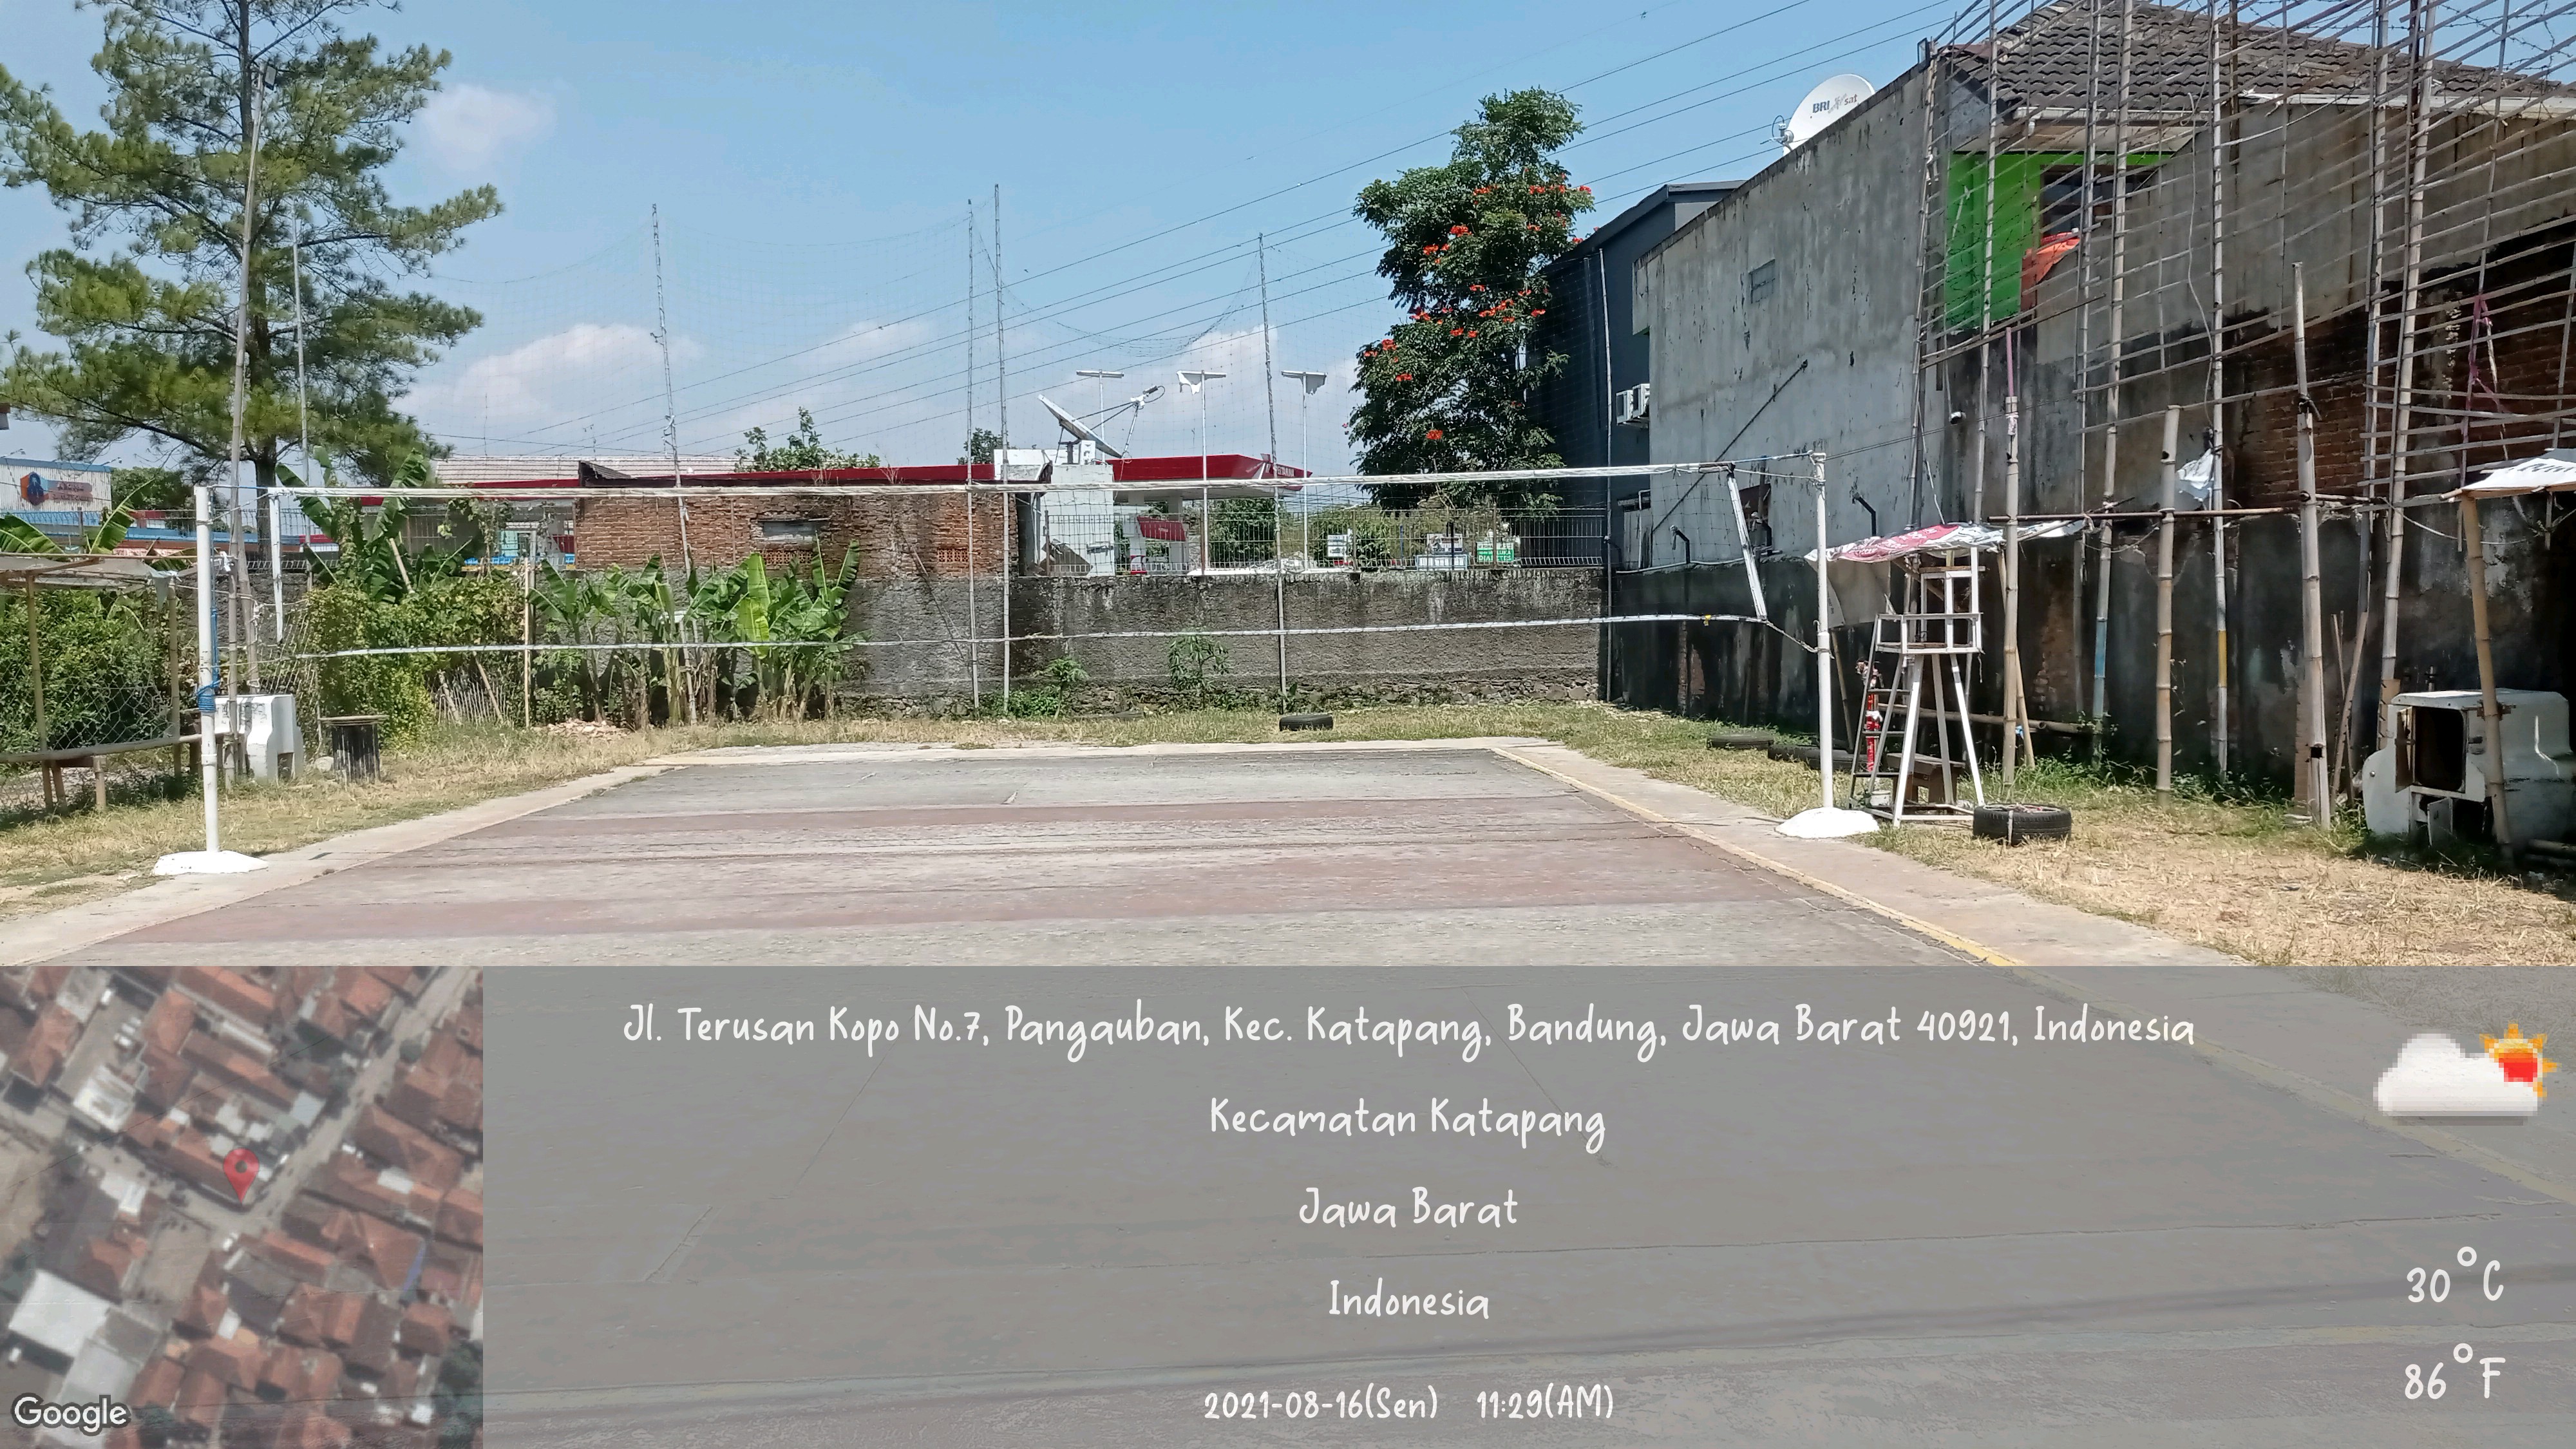 BRI sat
DIABETES
Jl. Terusan Kopo No.7, Pangauban, Kec. Katapang, Bandung, Jawa Barat 40921, Indonesia
Kecamatan Katapang
Jawa Barat
Indonesia
2021-08-16(Sen) 11:29(AM)
30°C
86°F
Google